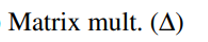 Matrix mult. (Δ)